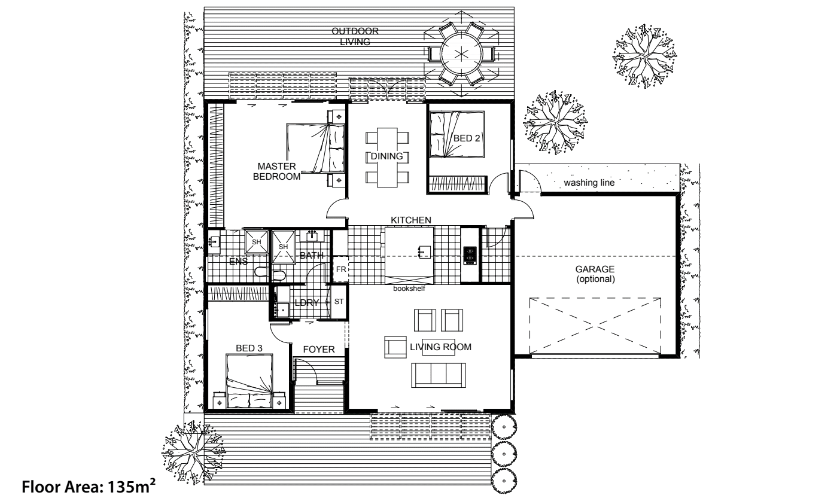 OUTDOOR
LIVING
BED 2
DINING
MASTER
BEDROOM
washing line
KITCHEN
SH
SH
BATH
ENS
FR
GARAGE
(optional)
bookshelf
LDRY
ST
BED 3
FOYER
LIVING ROOM
Floor Area: 135m²